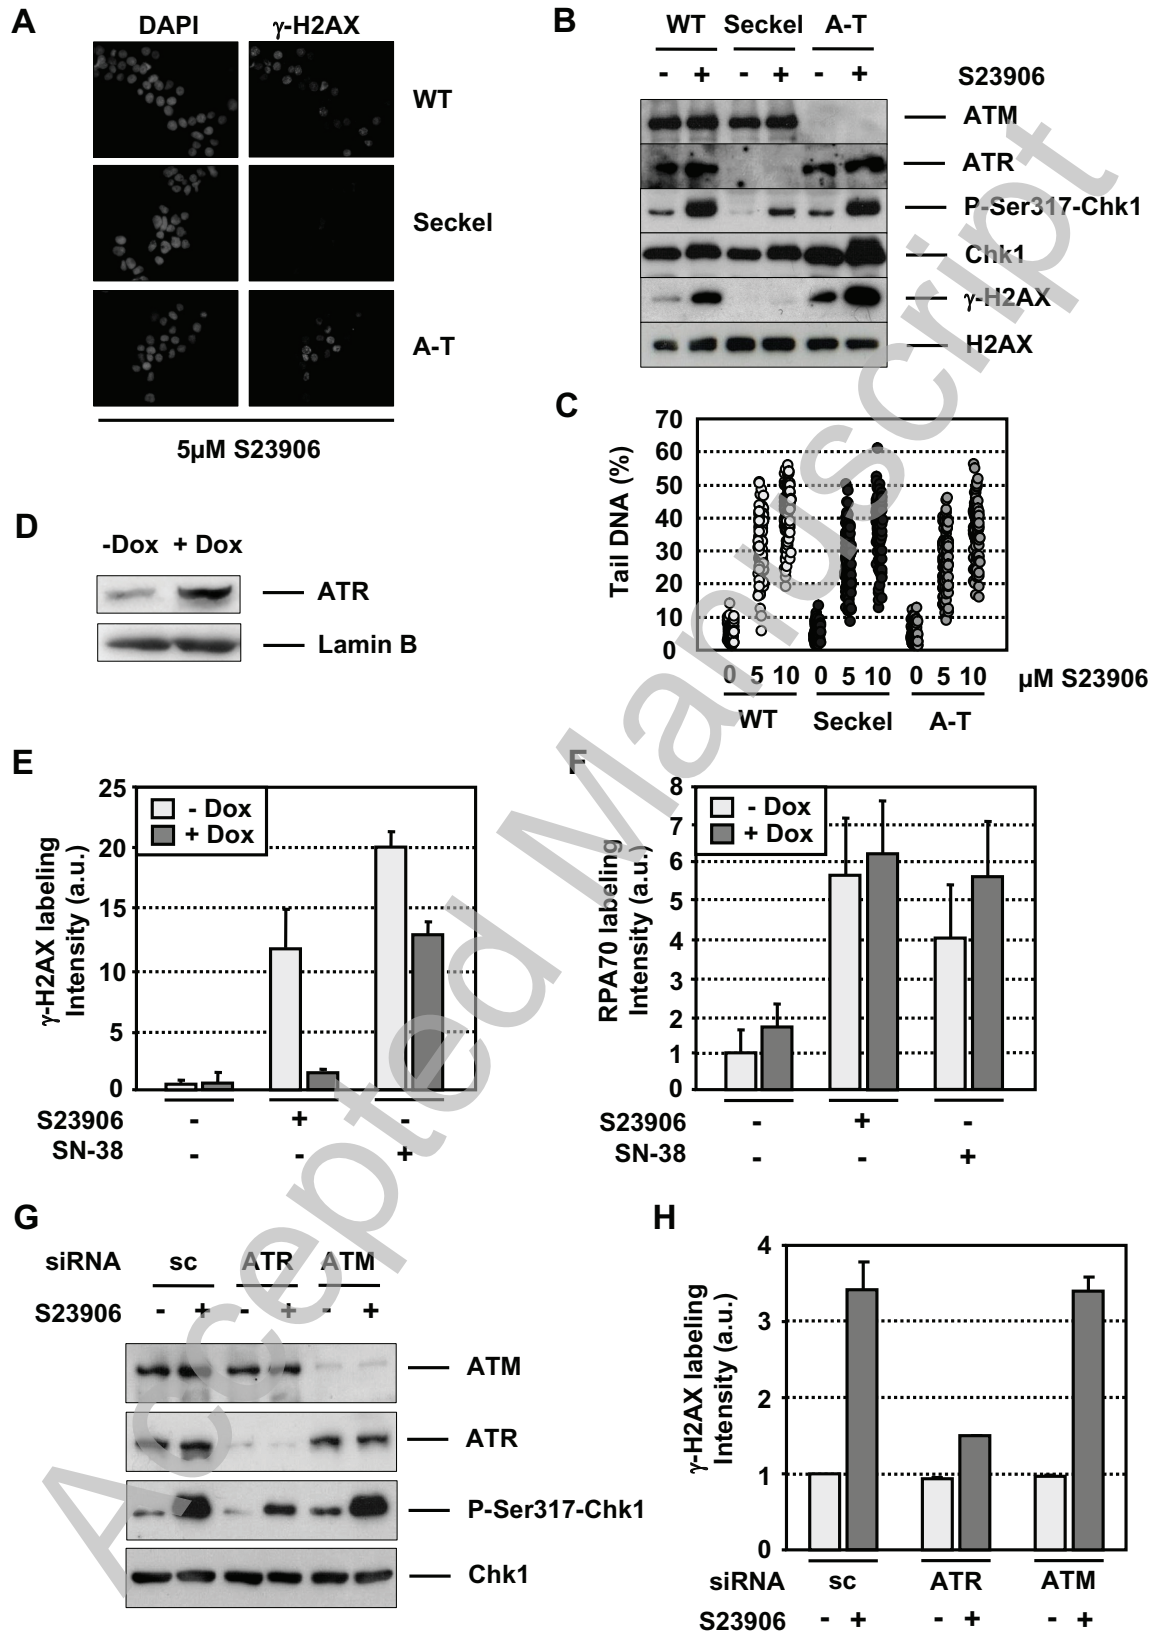 A
DAPI γ-H2AX
WT
Seckel
A-T
5µM S23906
B
WT Seckel A-T
- + - + - + S23906
ATM
ATR
P-Ser317-Chk1
Chk1
γ-H2AX
H2AX
C
Tail DNA (%)
70
60
50
40
30
20
10
0
0 5 10 0 5 10 0 5 10 µM S23906
WT Seckel A-T
D
-Dox + Dox
ATR
Lamin B
E
γ-H2AX labeling
Intensity (a.u.)
25
20
15
10
5
0
- Dox
+ Dox
S23906 - + -
SN-38 - - +
F
RPA70 labeling
Intensity (a.u.)
8
7
6
5
4
3
2
1
0
- Dox
+ Dox
S23906 - + -
SN-38 - - +
G
siRNA sc ATR ATM
S23906 - + - + - +
ATM
ATR
P-Ser317-Chk1
Chk1
H
γ-H2AX labeling
Intensity (a.u.)
4
3
2
1
0
siRNA sc ATR ATM
S23906 - + - + - +
Accepted Manuscript